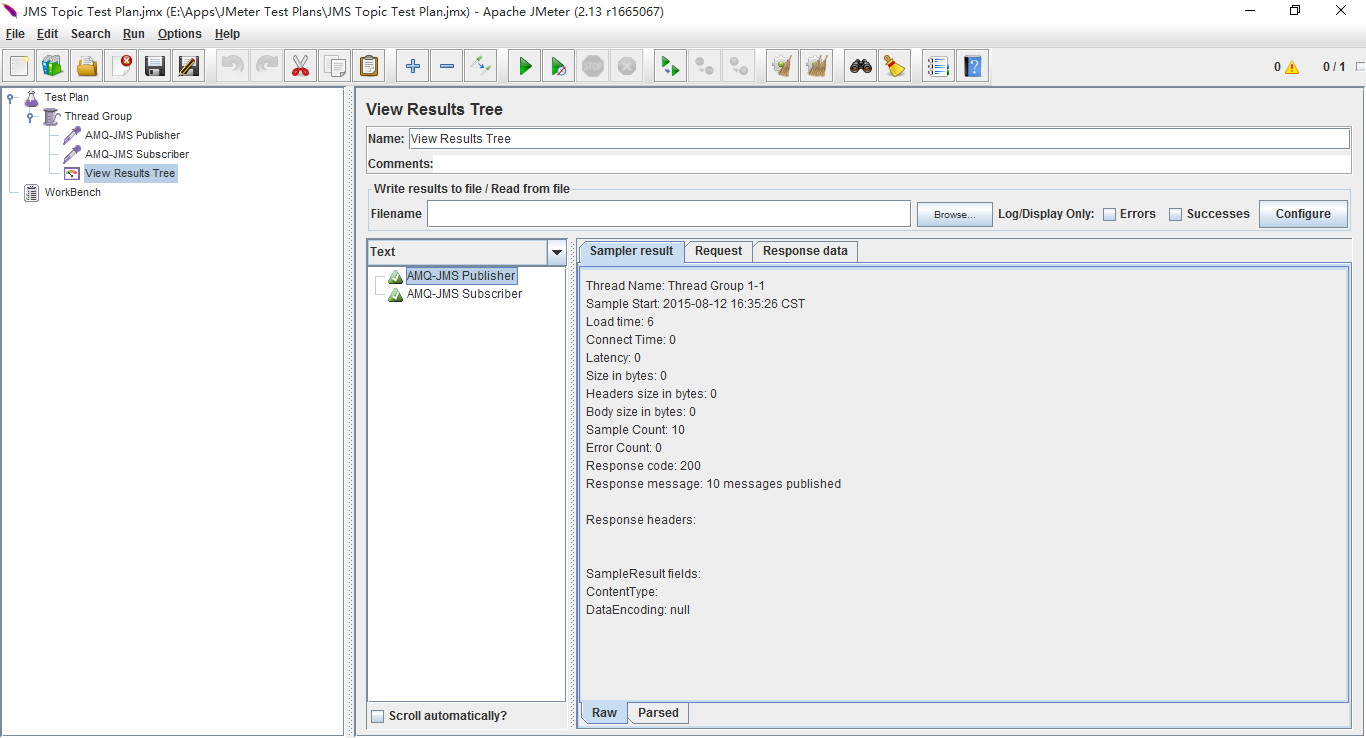 JMS Topic Test Plan.jmx (E:\Apps\JMeter Test Plans\JMS Topic Test Plan.jmx) - Apache JMeter (2.13 r1665067)
File Edit Search Run Options Help
0 0 / 1
Test Plan
Thread Group
AMQ-JMS Publisher
AMQ-JMS Subscriber
View Results Tree
WorkBench
View Results Tree
Name: View Results Tree
Comments:
Write results to file / Read from file
Filename Browse... Log/Display Only: Errors Successes Configure
Text
AMQ-JMS Publisher
AMQ-JMS Subscriber
Scroll automatically?
Sampler result Request Response data
Thread Name: Thread Group 1-1
Sample Start: 2015-08-12 16:35:26 CST
Load time: 6
Connect Time: 0
Latency: 0
Size in bytes: 0
Headers size in bytes: 0
Body size in bytes: 0
Sample Count: 10
Error Count: 0
Response code: 200
Response message: 10 messages published
Response headers:
SampleResult fields:
ContentType:
DataEncoding: null
Raw Parsed